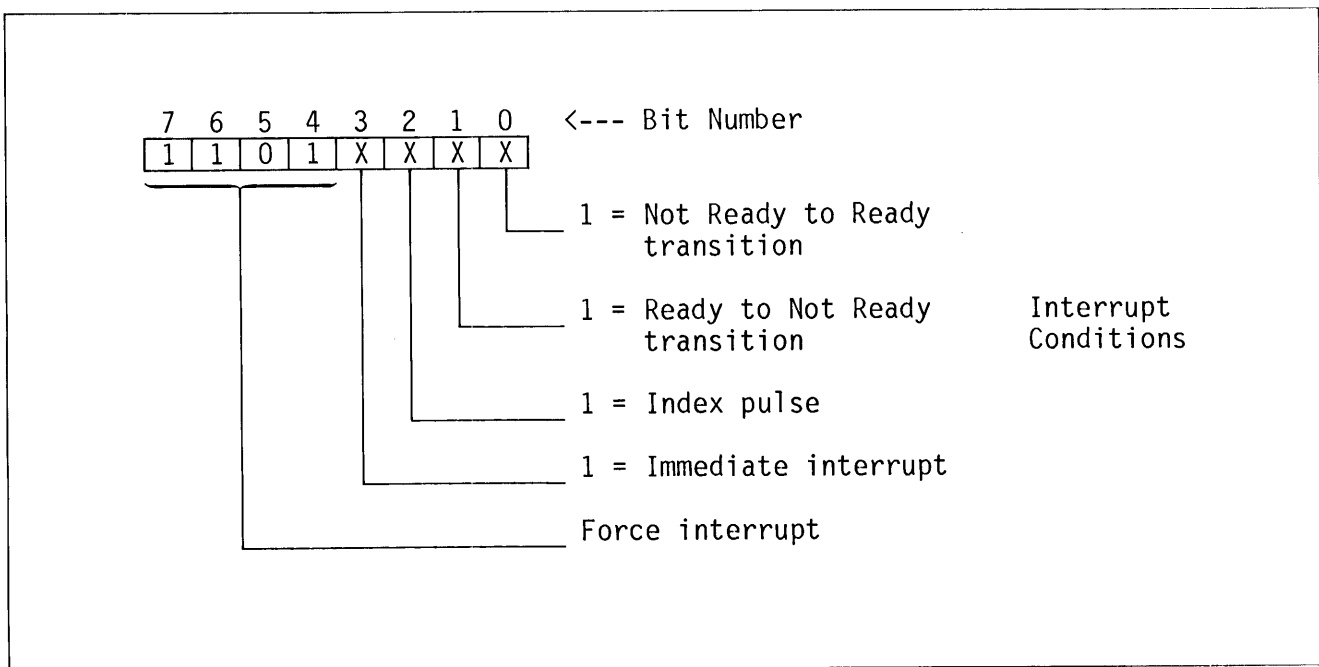 7 6 5 4 3 2 1 0 <--- Bit Number
1 1 0 1 X X X X
1 = Not Ready to Ready
transition
1 = Ready to Not Ready
transition
Interrupt
Conditions
1 = Index pulse
1 = Immediate interrupt
Force interrupt